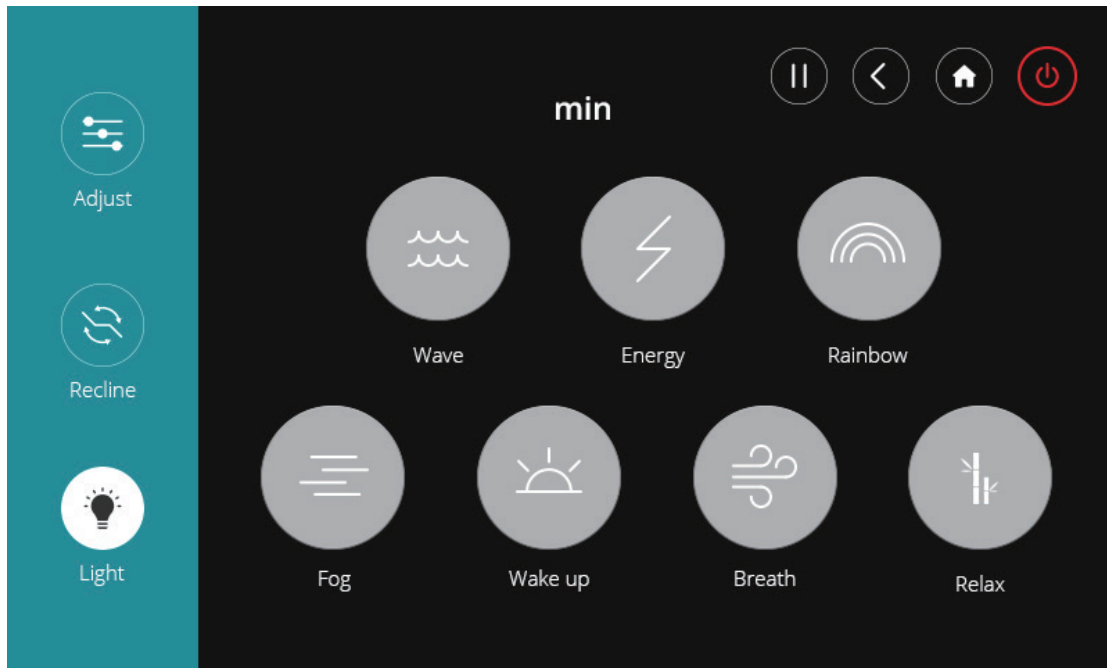 min
Adjust
Wave Energy Rainbow
Recline
Fog Wake up Breath Relax
Light